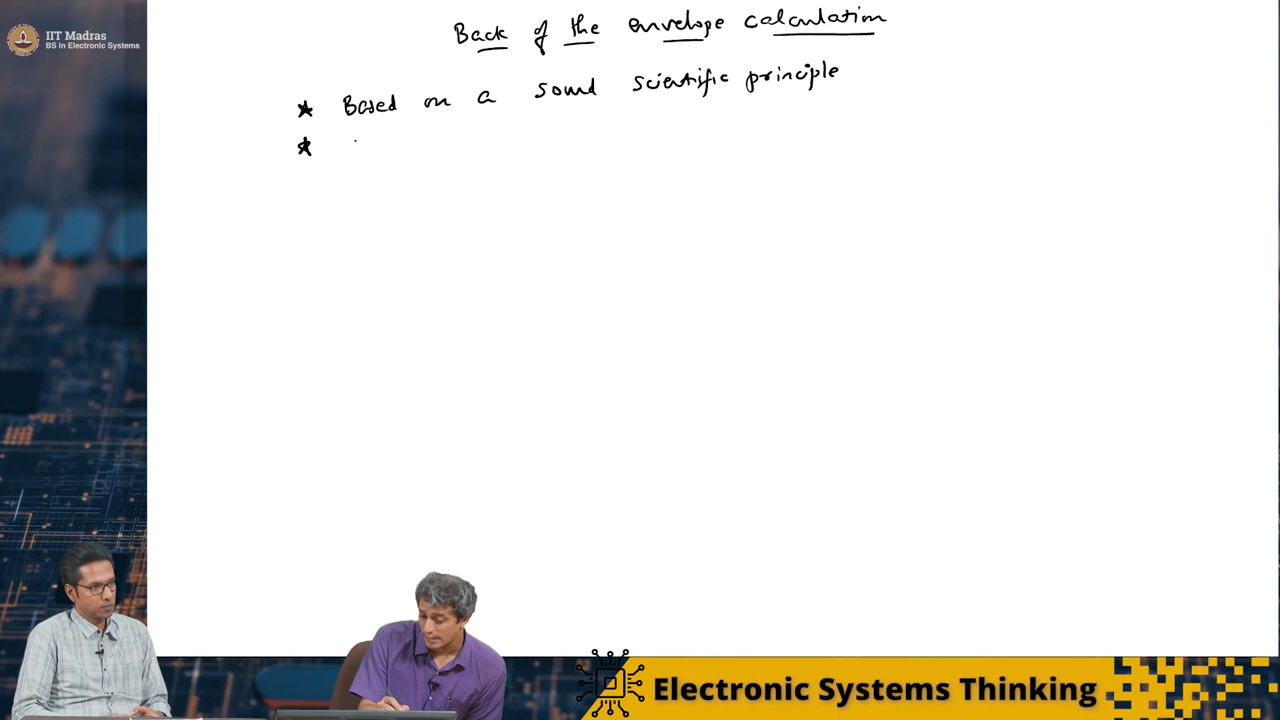 IIT Madras
BS in Electronic Systems
Back of the envelope calculation
★ Based on a sound scientific principle
★
Electronic Systems Thinking